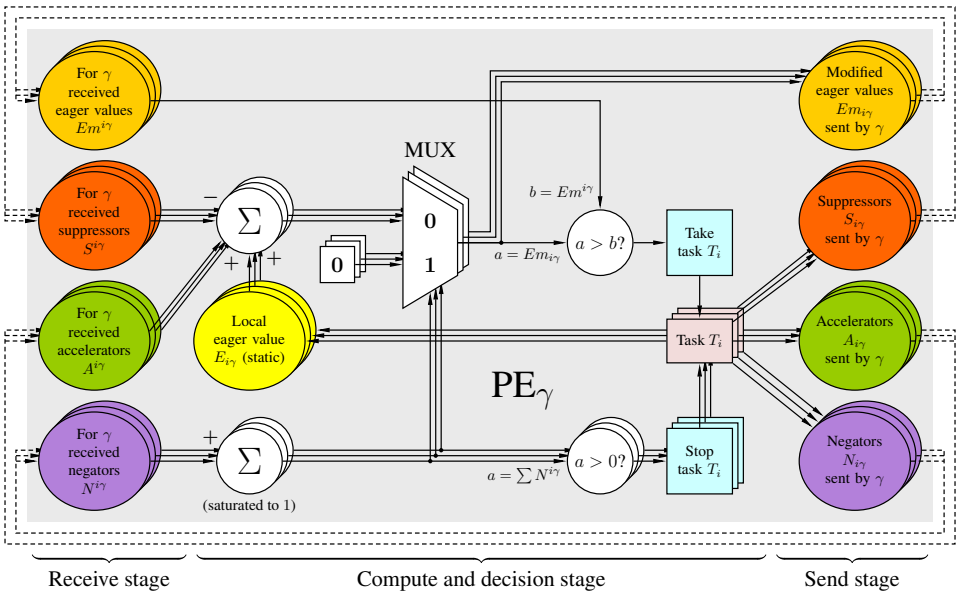 For γ
received
eager values
Em^{iγ}
Modified
eager values
Em_{iγ}
sent by γ
MUX
For γ
received
suppressors
S^{iγ}
−
∑
+
+
0
0
1
b = Em^{iγ}
a = Em_{iγ}
a > b?
Take
task T_i
Suppressors
S_{iγ}
sent by γ
For γ
received
accelerators
A^{iγ}
Local
eager value
E_{iγ} (static)
Task T_i
Accelerators
A_{iγ}
sent by γ
PE_γ
For γ
received
negators
N^{iγ}
+
∑
(saturated to 1)
a = ∑ N^{iγ}
a > 0?
Stop
task T_i
Negators
N_{iγ}
sent by γ
Receive stage
Compute and decision stage
Send stage